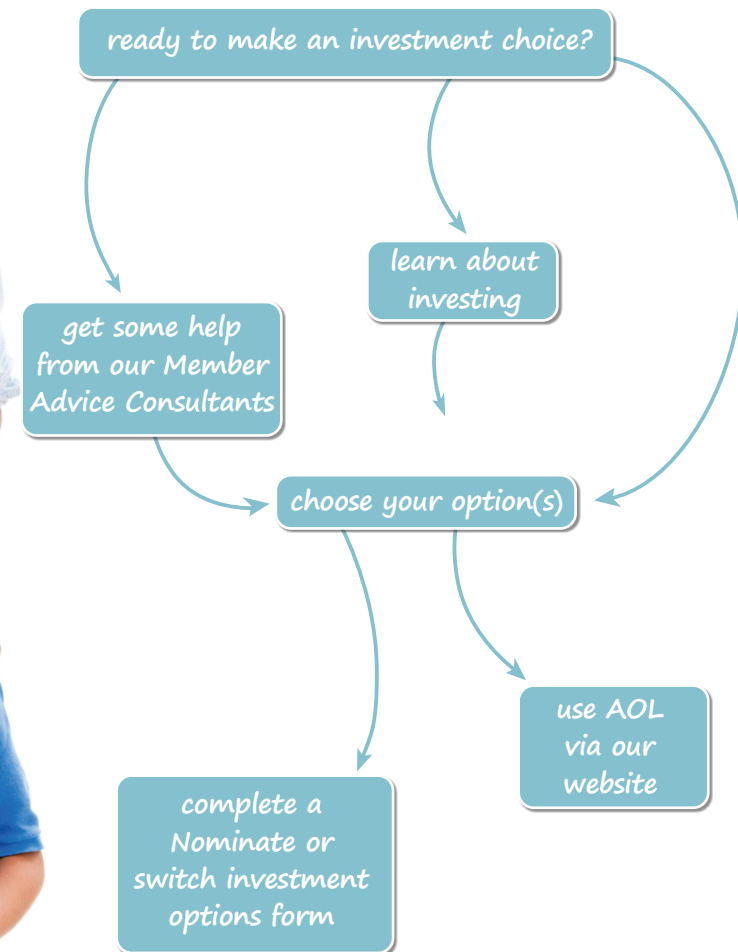 ready to make an investment choice?
learn about
investing
get some help
from our Member
Advice Consultants
choose your option(s)
use AOL
via our
website
complete a
Nominate or
switch investment
options form